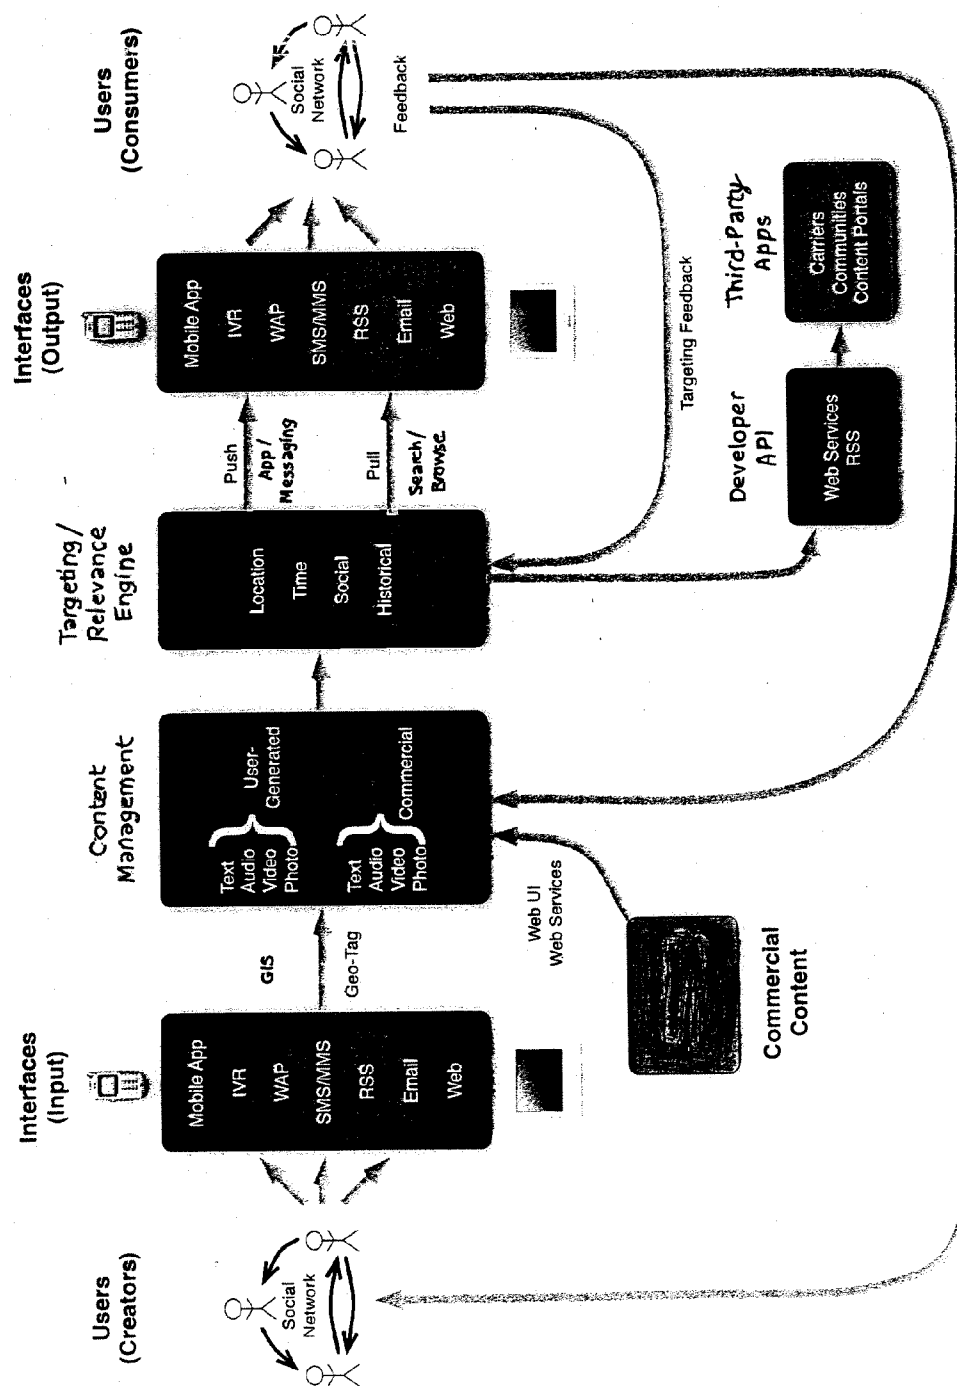 Users
(Creators)
Social
Network
Interfaces
(Input)
Mobile App
IVR
WAP
SMS/MMS
RSS
Email
Web
GIS
Geo-Tag
Content
Management
Text
Audio
Video
Photo
User-
Generated
Text
Audio
Video
Photo
Commercial
Web UI
Web Services
Commercial
Content
Targeting/
Relevance
Engine
Location
Time
Social
Historical
Push
App/
Messaging
Pull
Search/
Browse
Interfaces
(Output)
Mobile App
IVR
WAP
SMS/MMS
RSS
Email
Web
Users
(Consumers)
Social
Network
Feedback
Targeting Feedback
Developer
API
Web Services
RSS
Third-Party
Apps
Carriers
Communities
Content Portals